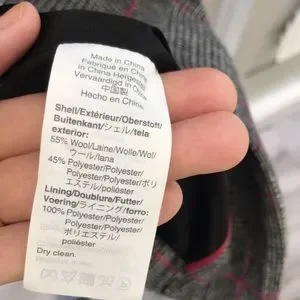 Made in China
Fabriqué en China
in China Hergestellt
Vervaardigd in China
中国製
Hecho en China
Shell/Extérieur/Oberstoff/
Buitenkant/シェル/tela
exterior:
55% Wool/Laine/Wolle/Wol/
ウール/lana
45% Polyester/Polyester/
Polyester/Polyester/ポリ
エステル/poliéster
Lining/Doublure/Futter/
Voering/ライニング/forro:
100% Polyester/Polyester/
Polyester/Polyester/ポリ
エステル/
poliéster
Dry clean.